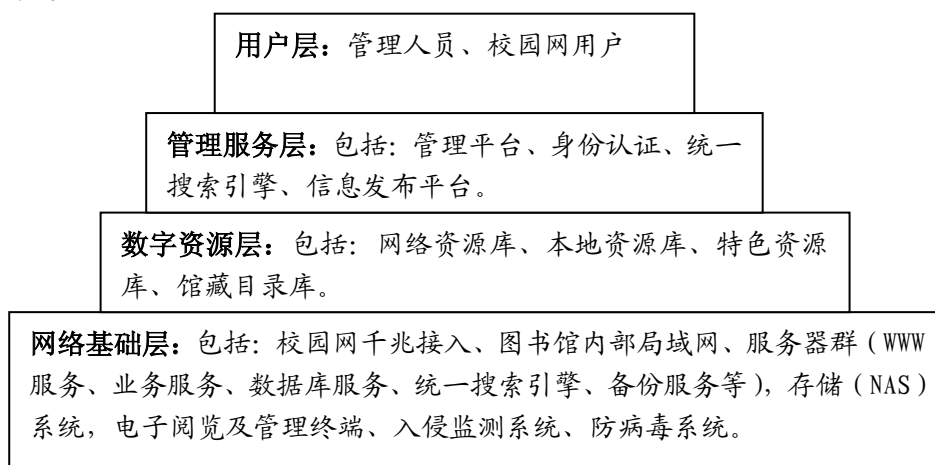 用户层：管理人员、校园网用户
管理服务层：包括：管理平台、身份认证、统一
搜索引擎、信息发布平台。
数字资源层：包括：网络资源库、本地资源库、特色资源
库、馆藏目录库。
网络基础层：包括：校园网千兆接入、图书馆内部局域网、服务器群（WWW
服务、业务服务、数据库服务、统一搜索引擎、备份服务等），存储（NAS）
系统，电子阅览及管理终端、入侵监测系统、防病毒系统。